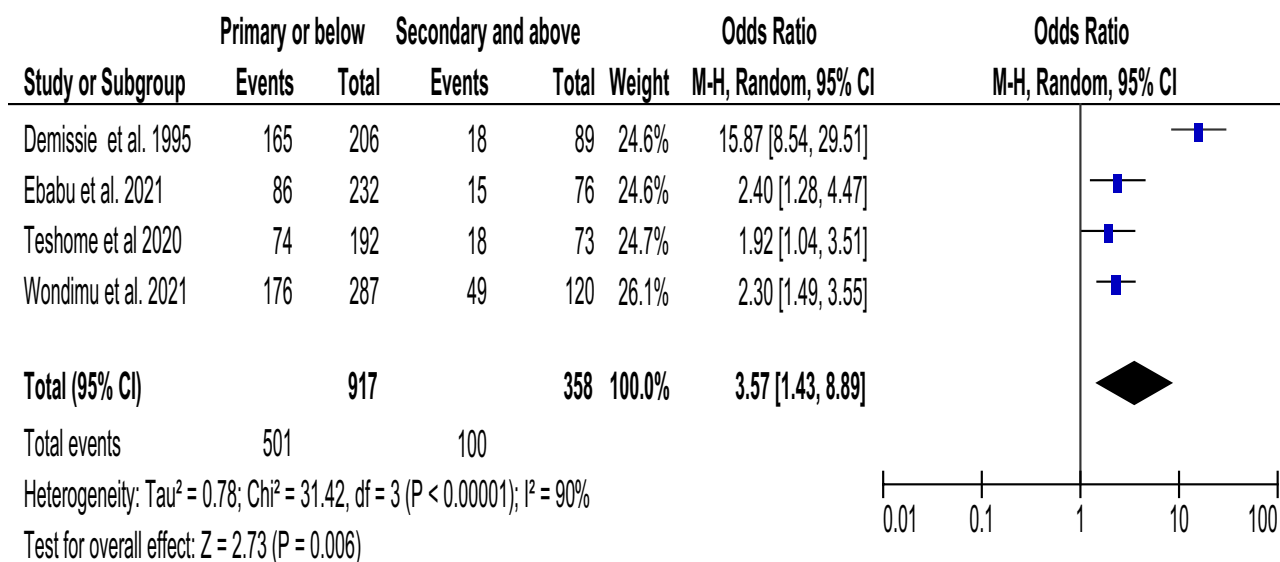 Primary or below Secondary and above Odds Ratio Odds Ratio
Study or Subgroup Events Total Events Total Weight M-H, Random, 95% CI M-H, Random, 95% CI
Demissie et al. 1995 165 206 18 89 24.6% 15.87 [8.54, 29.51]
Ebabu et al. 2021 86 232 15 76 24.6% 2.40 [1.28, 4.47]
Teshome et al 2020 74 192 18 73 24.7% 1.92 [1.04, 3.51]
Wondimu et al. 2021 176 287 49 120 26.1% 2.30 [1.49, 3.55]
Total (95% CI) 917 358 100.0% 3.57 [1.43, 8.89]
Total events 501 100
Heterogeneity: Tau² = 0.78; Chi² = 31.42, df = 3 (P < 0.00001); I² = 90%
Test for overall effect: Z = 2.73 (P = 0.006)
0.01 0.1 1 10 100